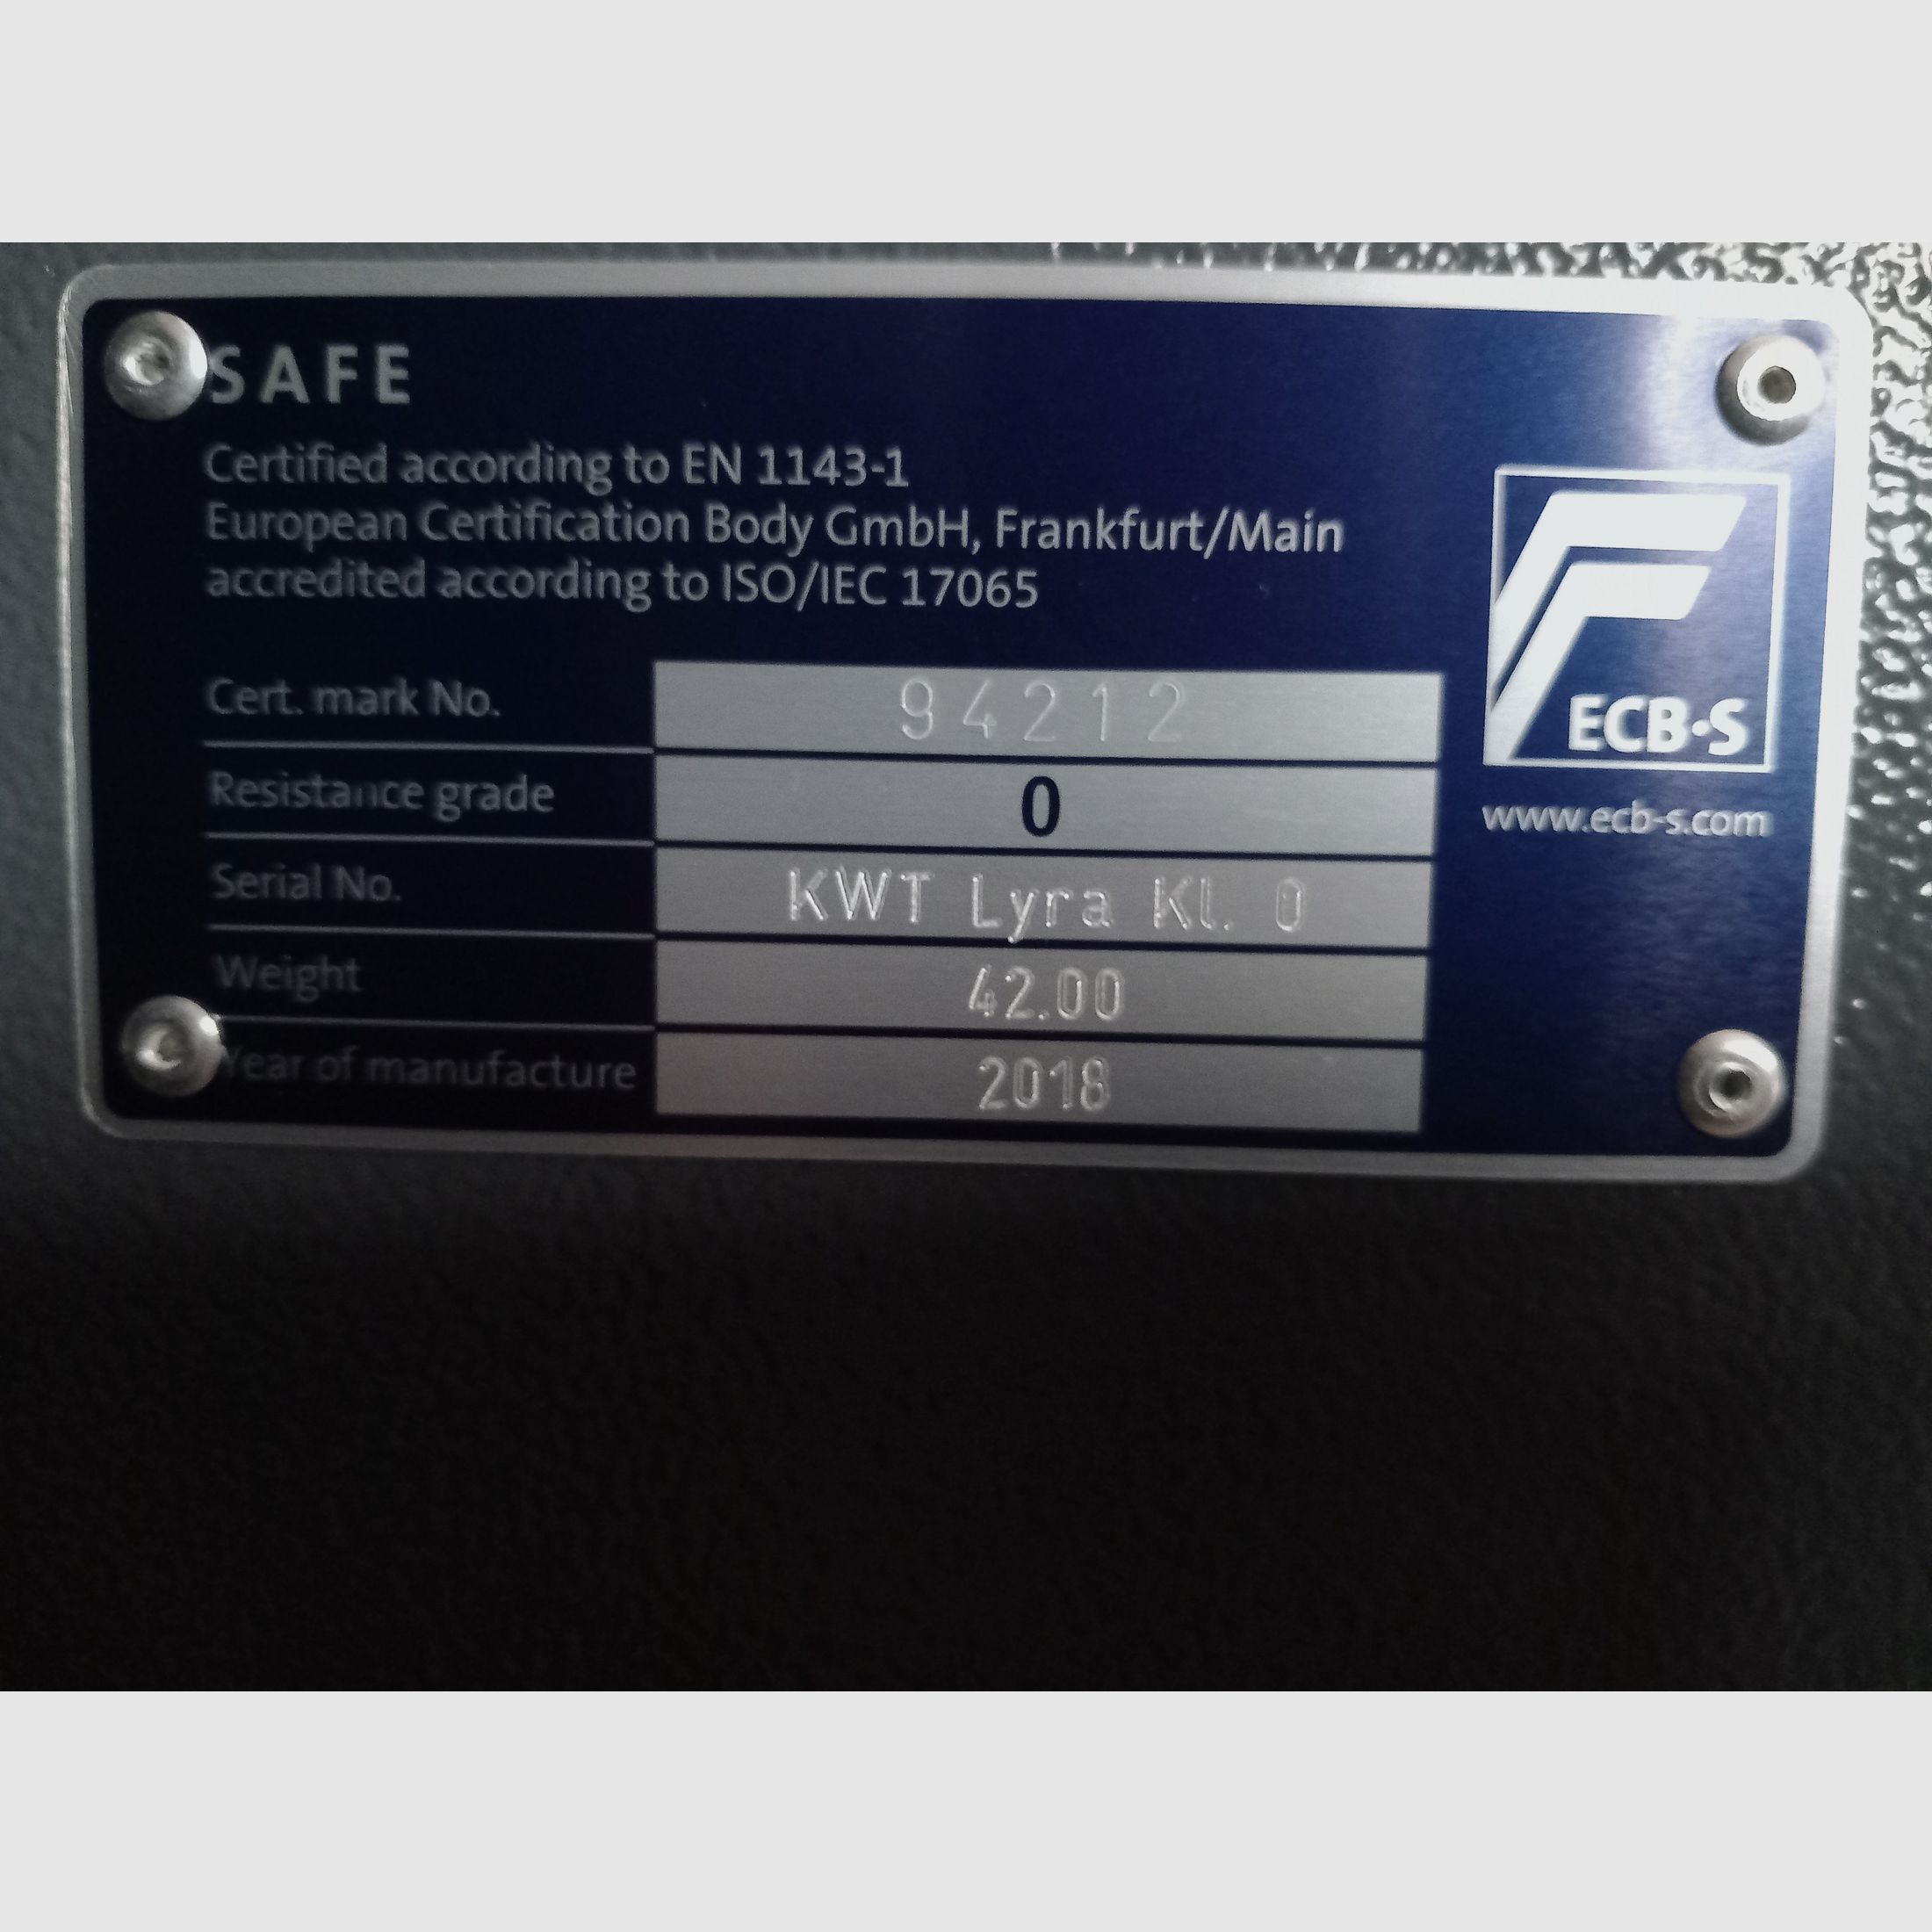 SAFE
Certified according to EN 1143-1
European Certification Body GmbH, Frankfurt/Main
accredited according to ISO/IEC 17065
Cert. mark No. 94212
Resistance grade 0
Serial No. KWT Lyra Kl. 0
Weight 42.00
Year of manufacture 2018
ECB·S
www.ecb-s.com